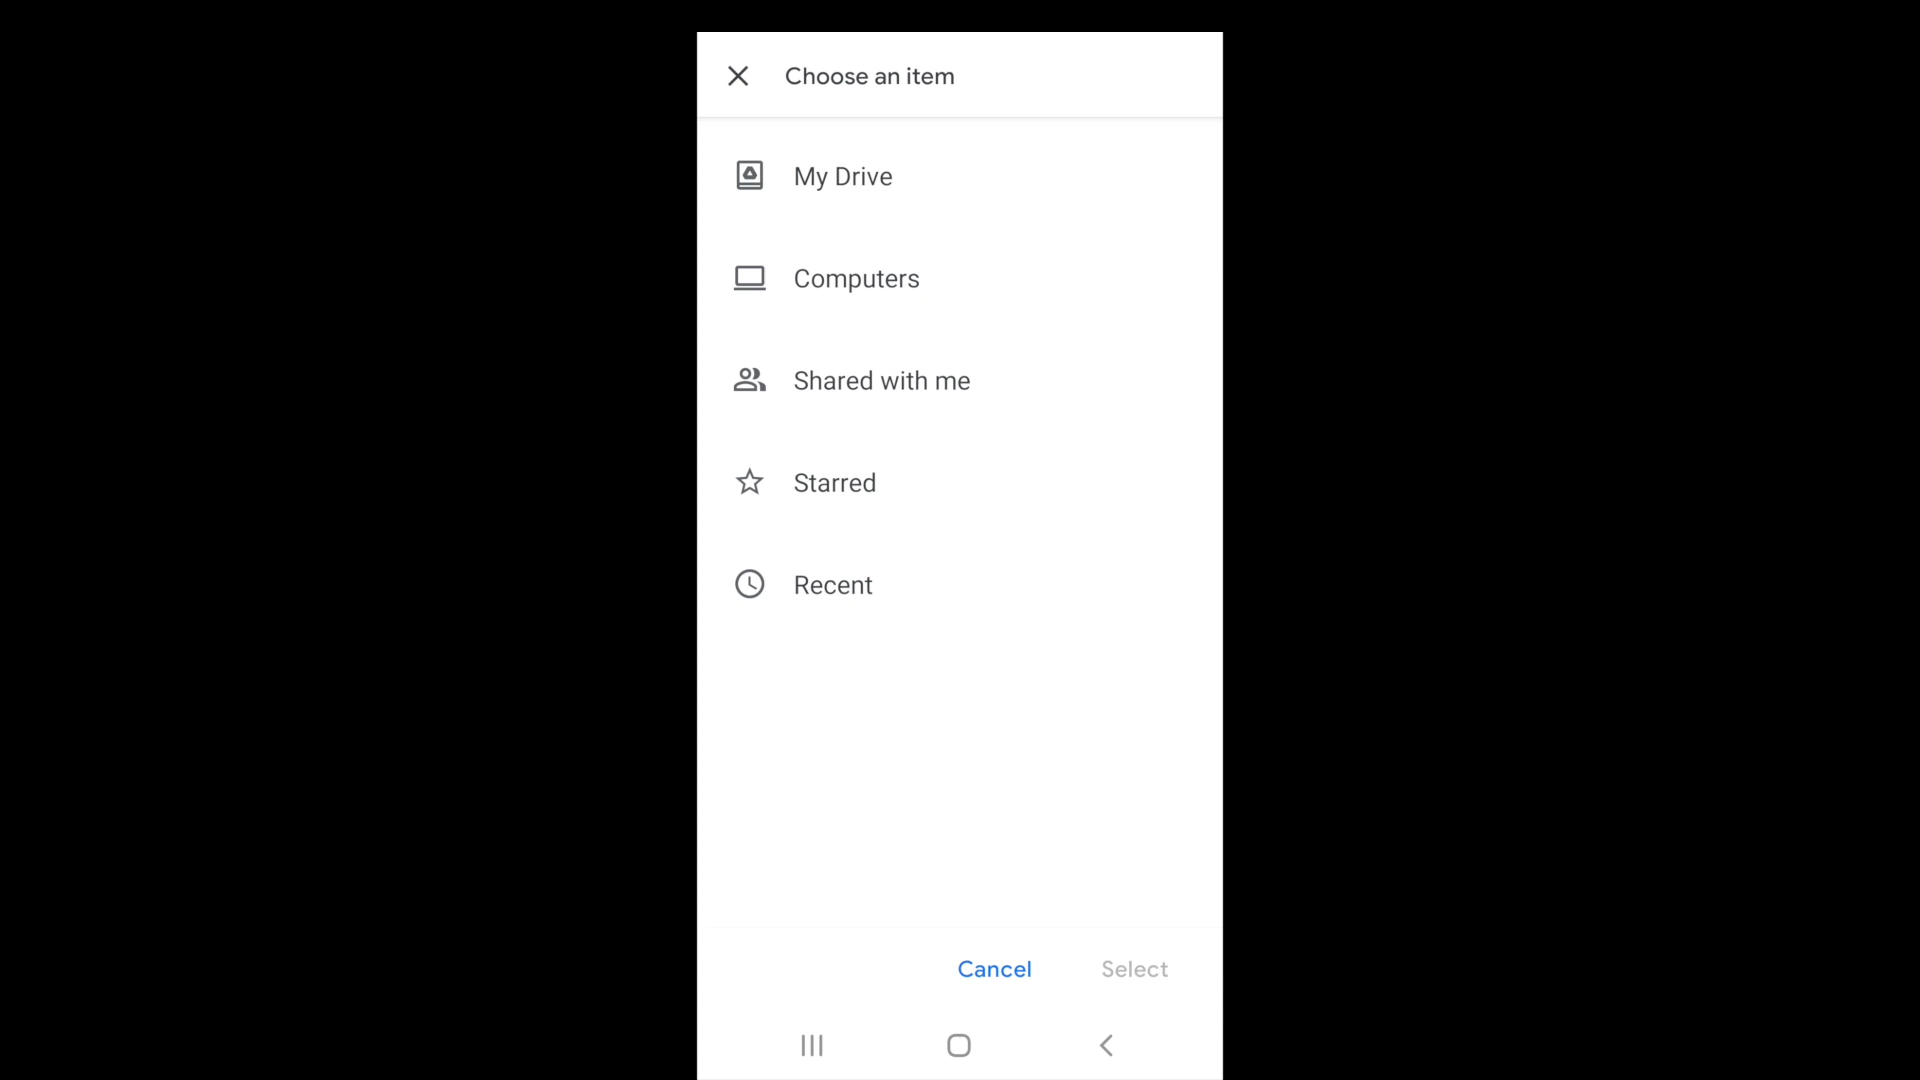 Choose an item
My Drive
Computers
Shared with me
Starred
Recent
Cancel Select